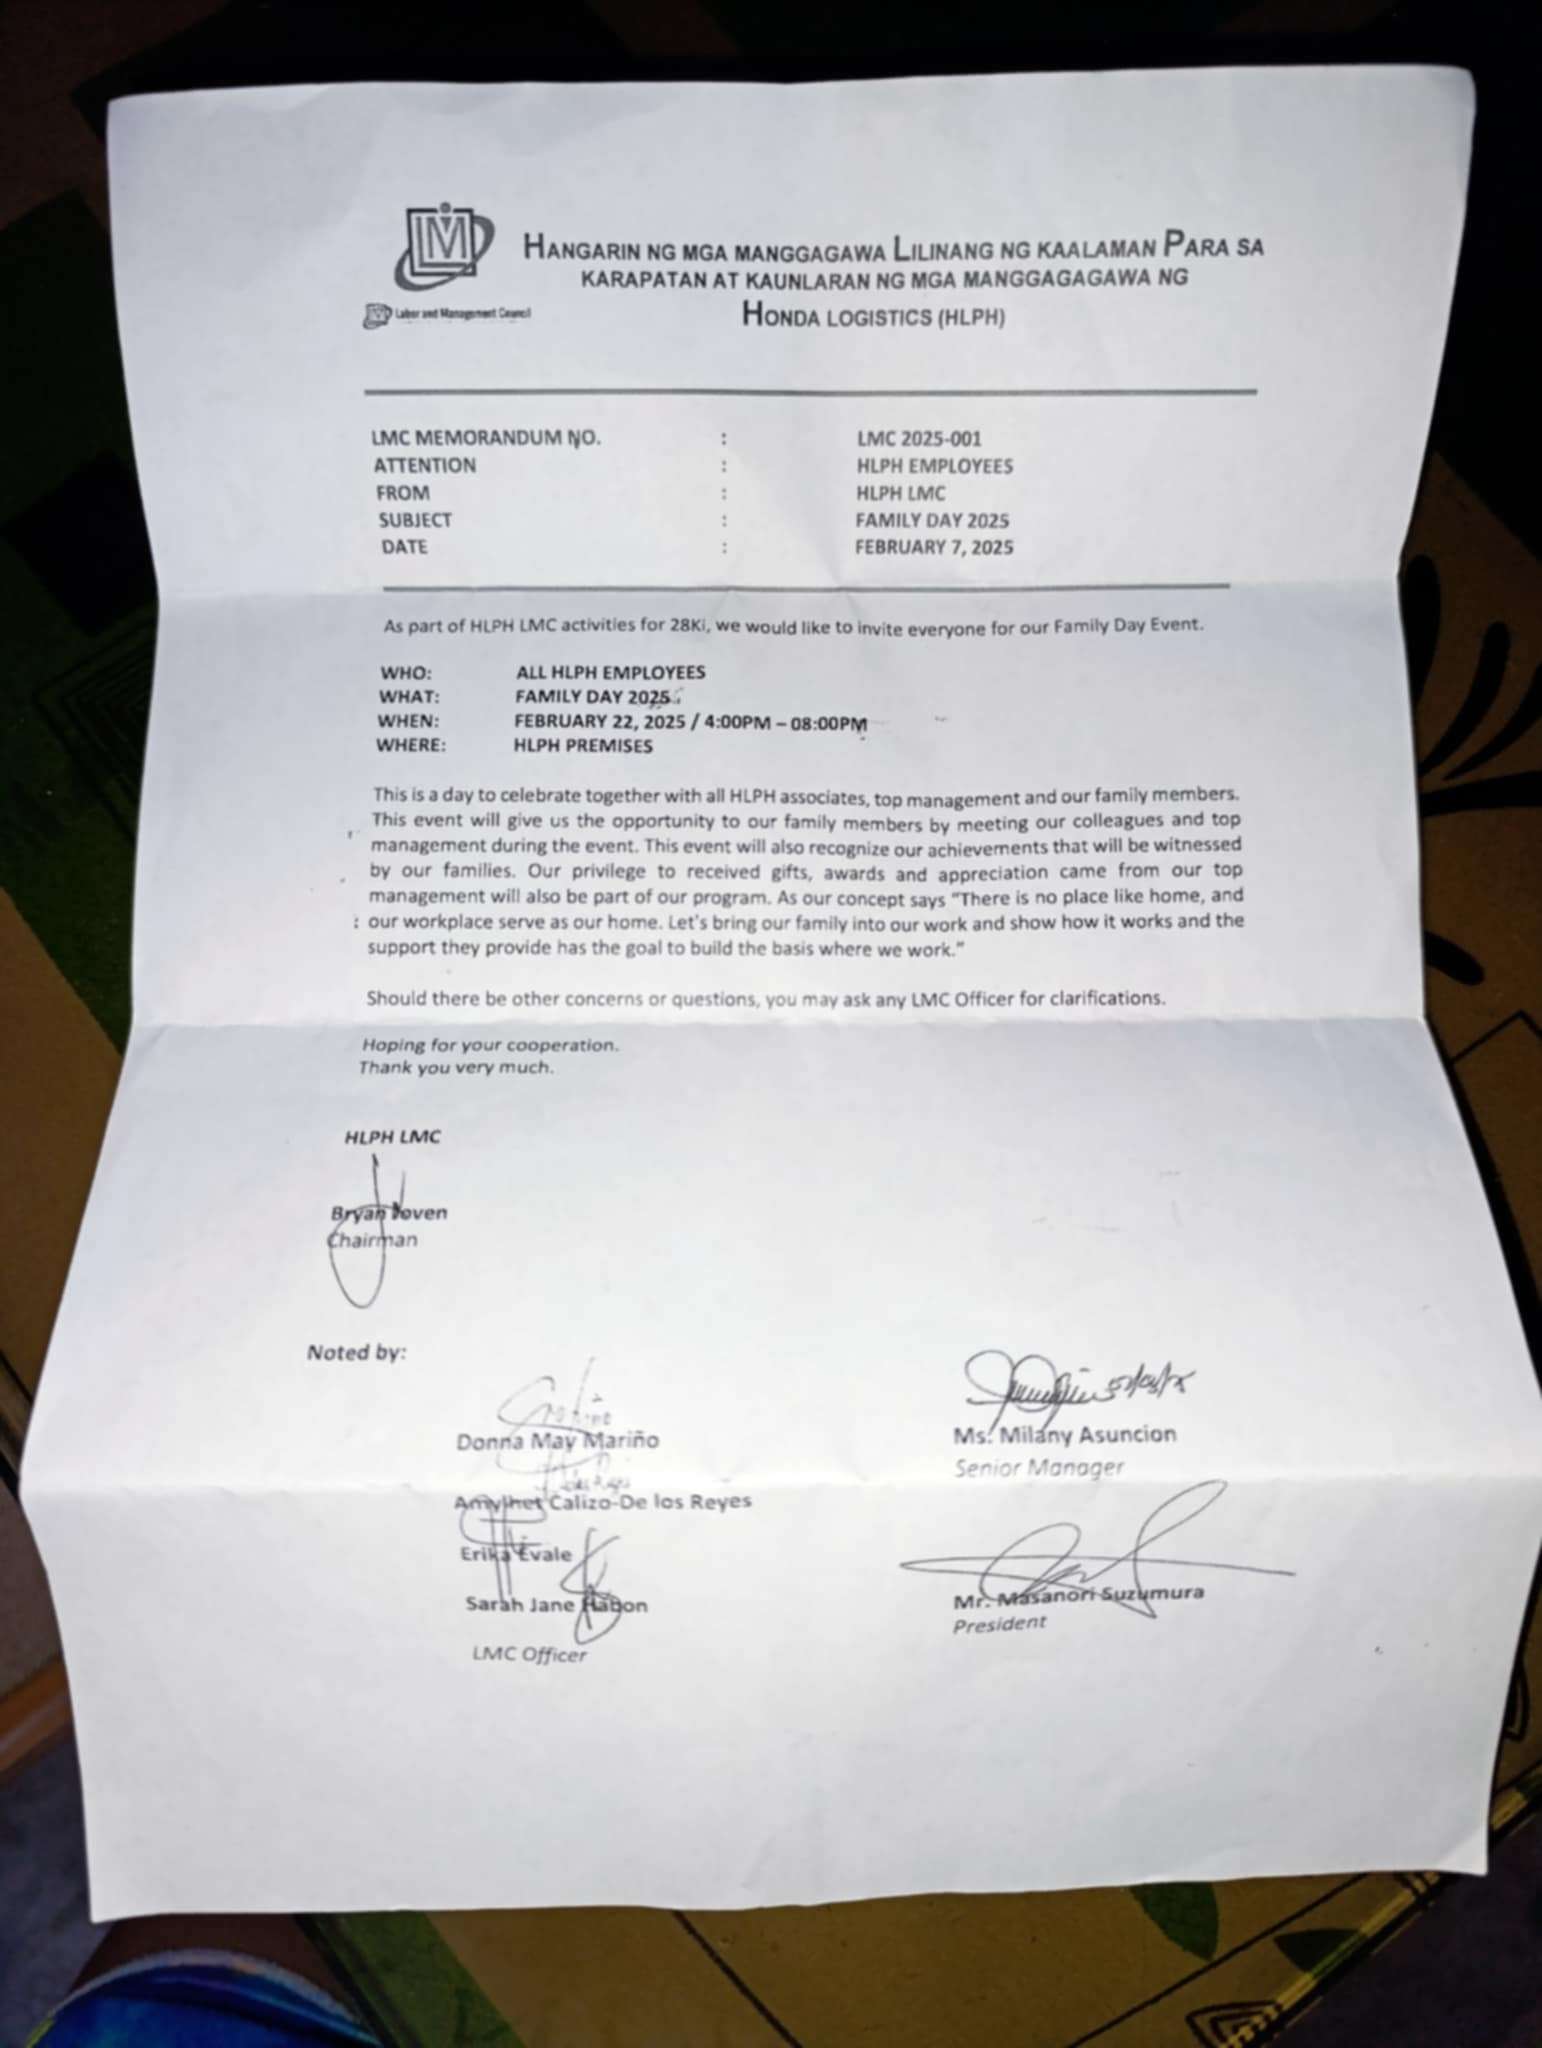 LM
HANGARIN NG MGA MANGGAGAWA LILINANG NG KAALAMAN PARA SA
KARAPATAN AT KAUNLARAN NG MGA MANGGAGAGAWA NG
HONDA LOGISTICS (HLPH)
Labor and Management Council
LMC MEMORANDUM NO. : LMC 2025-001
ATTENTION : HLPH EMPLOYEES
FROM : HLPH LMC
SUBJECT : FAMILY DAY 2025
DATE : FEBRUARY 7, 2025
As part of HLPH LMC activities for 28Ki, we would like to invite everyone for our Family Day Event.
WHO: ALL HLPH EMPLOYEES
WHAT: FAMILY DAY 2025
WHEN: FEBRUARY 22, 2025 / 4:00PM – 08:00PM
WHERE: HLPH PREMISES
This is a day to celebrate together with all HLPH associates, top management and our family members.
This event will give us the opportunity to our family members by meeting our colleagues and top
management during the event. This event will also recognize our achievements that will be witnessed
by our families. Our privilege to received gifts, awards and appreciation came from our top
management will also be part of our program. As our concept says “There is no place like home, and
our workplace serve as our home. Let's bring our family into our work and show how it works and the
support they provide has the goal to build the basis where we work.”
Should there be other concerns or questions, you may ask any LMC Officer for clarifications.
Hoping for your cooperation.
Thank you very much.
HLPH LMC
Bryan Joven
Chairman
Noted by:
Donna May Mariño
Amylhet Calizo-De los Reyes
Erika Evale
Sarah Jane Habon
LMC Officer
Ms. Milany Asuncion
Senior Manager
Mr. Masanori Suzumura
President